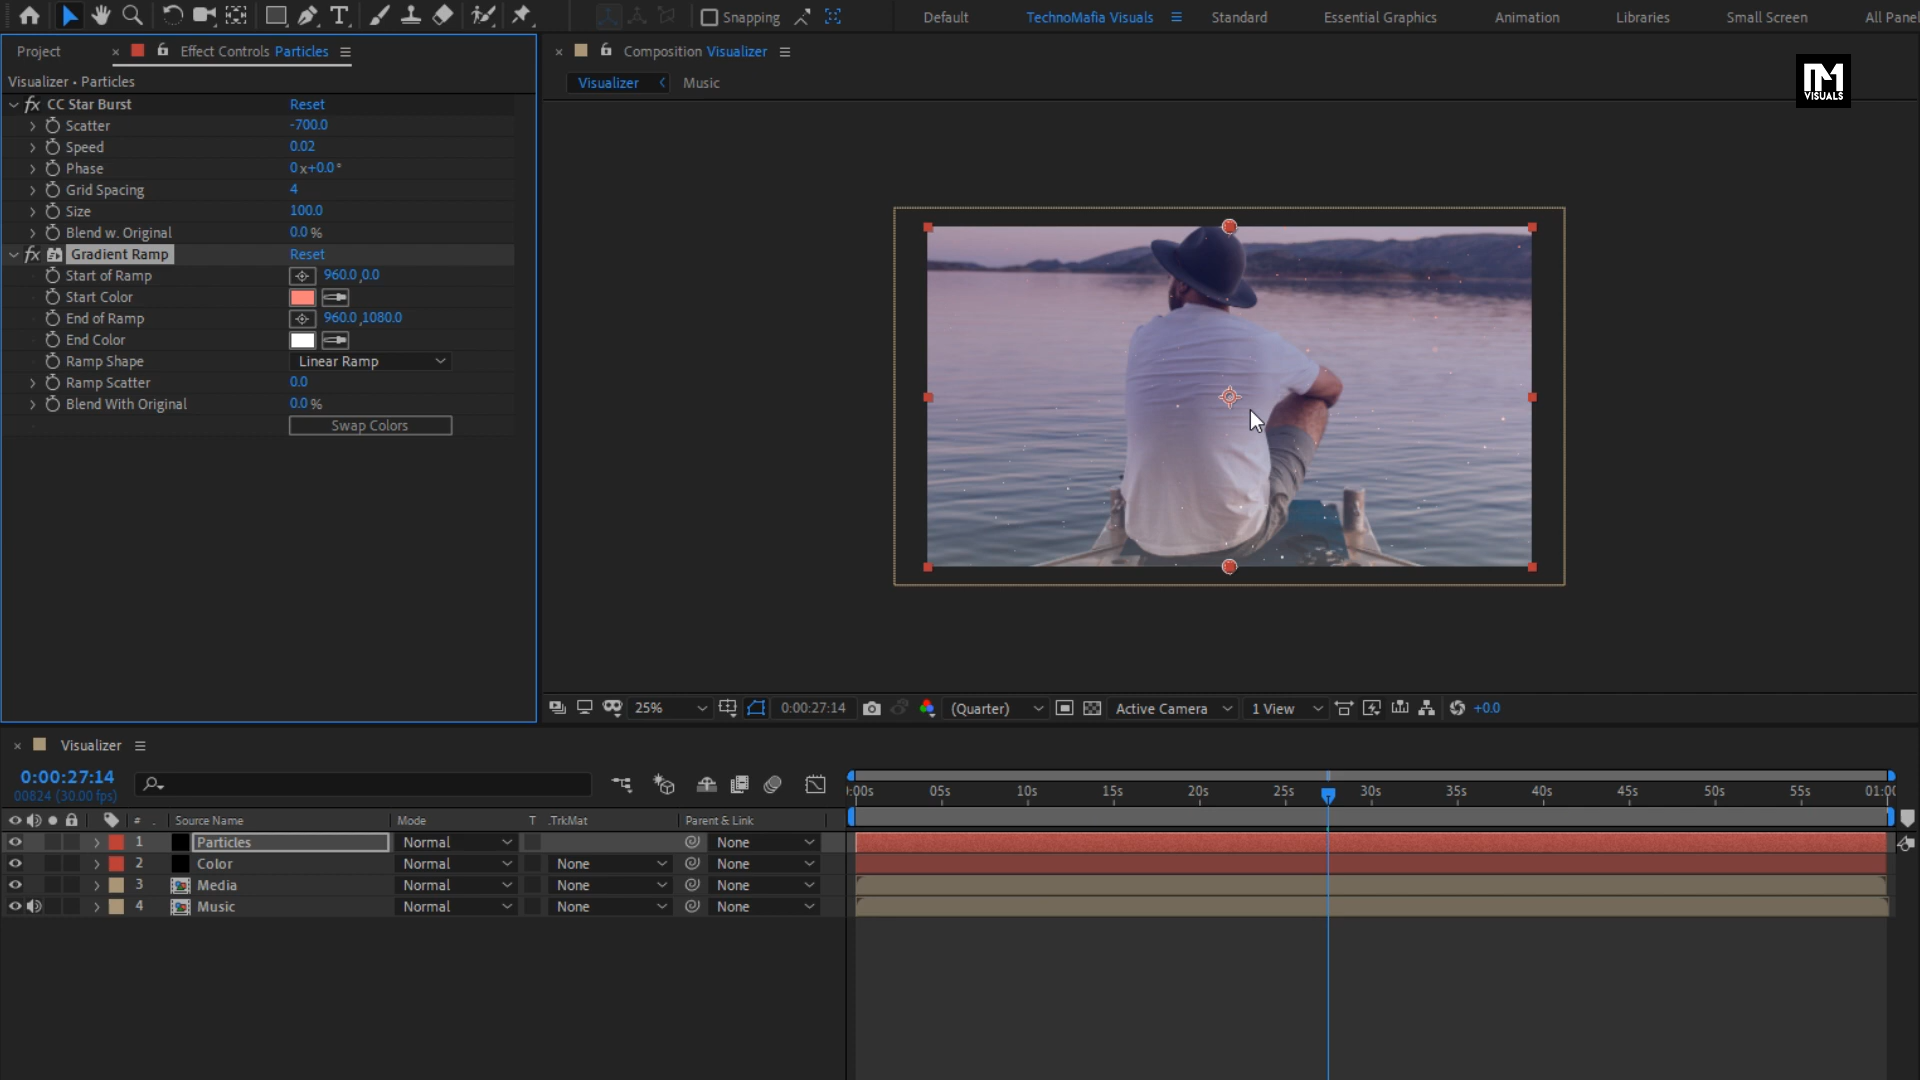 Snapping
Default
TechnoMafia Visuals
Standard
Essential Graphics
Animation
Libraries
Small Screen
All Panel
Project
Effect Controls Particles
Composition Visualizer
Visualizer • Particles
Visualizer
Music
VISUALS
CC Star Burst Reset
Scatter -700.0
Speed 0.02
Phase 0x+0.0°
Grid Spacing 4
Size 100.0
Blend w. Original 0.0 %
fx Gradient Ramp Reset
Start of Ramp 960.0,0.0
Start Color
End of Ramp 960.0,1080.0
End Color
Ramp Shape Linear Ramp
Ramp Scatter 0.0
Blend With Original 0.0 %
Swap Colors
25% 0:00:27:14 (Quarter) Active Camera 1 View +0.0
Visualizer
0:00:27:14
00824 (30.00 fps)
:00s 05s 10s 15s 20s 25s 30s 35s 40s 45s 50s 55s 01:00
# Source Name Mode T .TrkMat Parent & Link
1 Particles Normal None
2 Color Normal None None
3 Media Normal None None
4 Music Normal None None